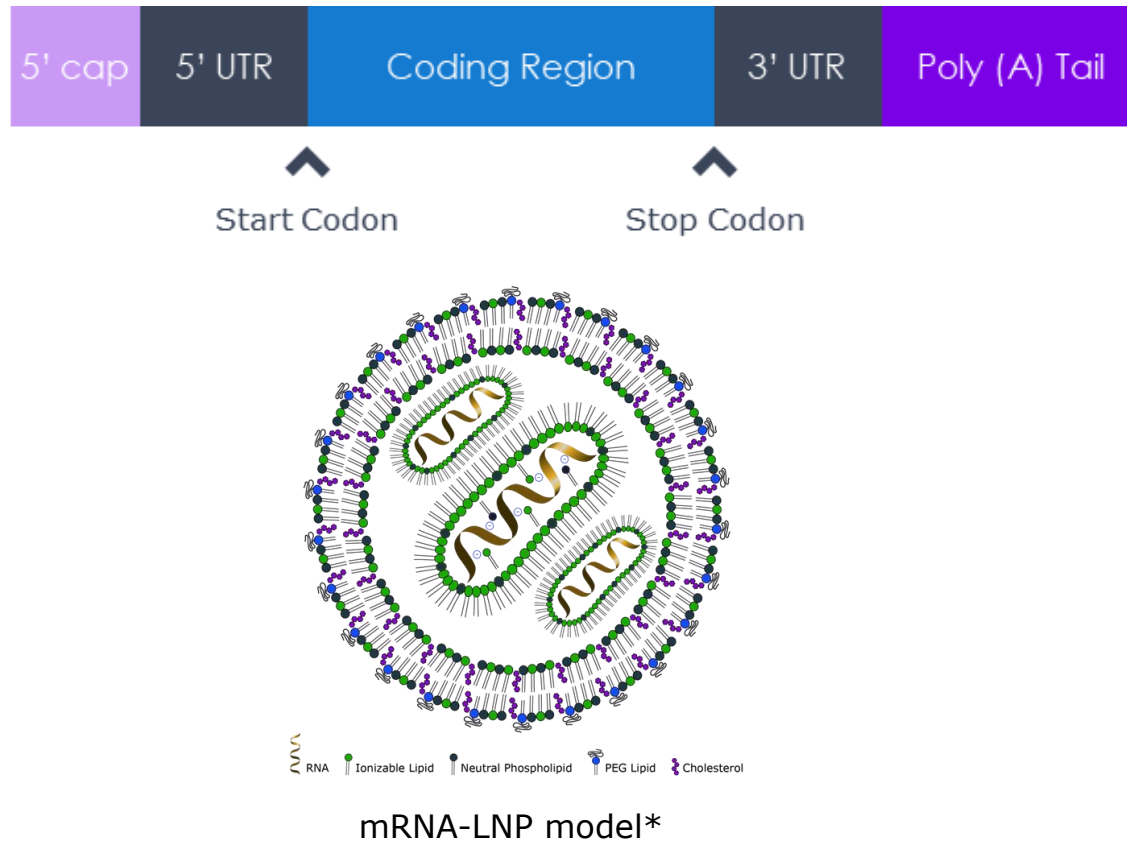 5’ cap 5’ UTR Coding Region 3’ UTR Poly (A) Tail
Start Codon Stop Codon
RNA Ionizable Lipid Neutral Phospholipid PEG Lipid Cholesterol
mRNA-LNP model*